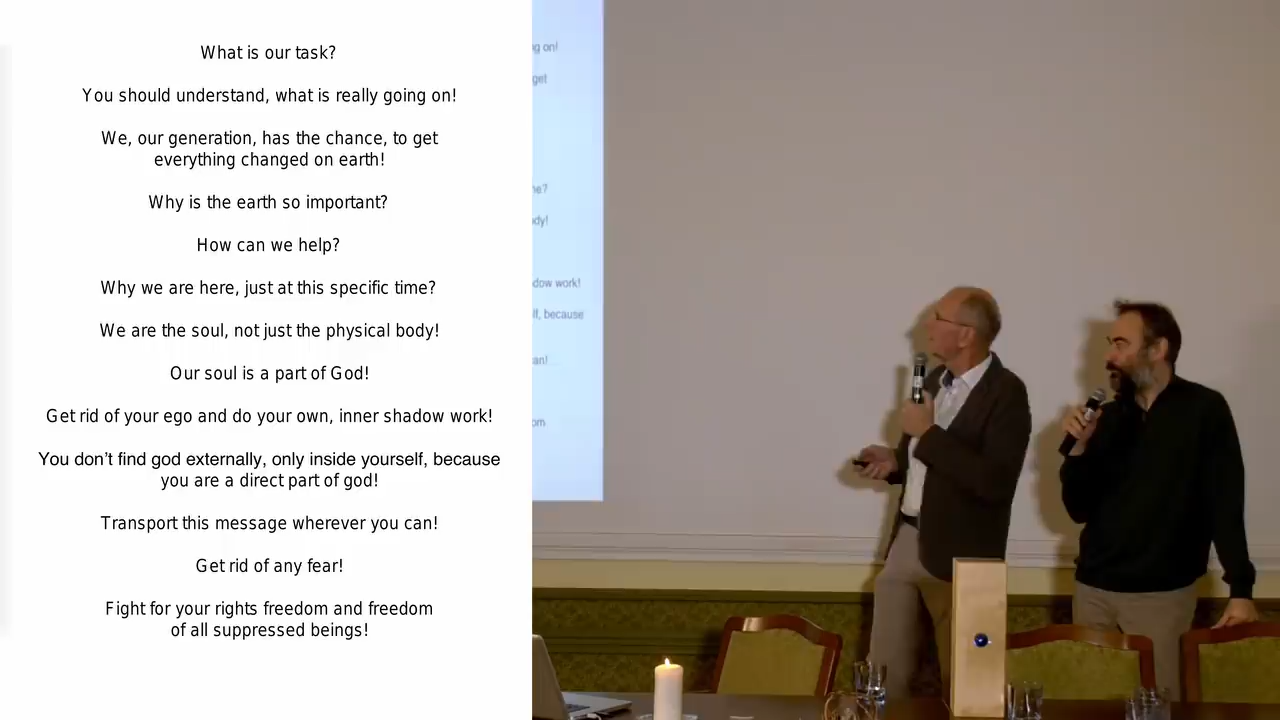 What is our task?
You should understand, what is really going on!
We, our generation, has the chance, to get
everything changed on earth!
Why is the earth so important?
How can we help?
Why we are here, just at this specific time?
We are the soul, not just the physical body!
Our soul is a part of God!
Get rid of your ego and do your own, inner shadow work!
You don’t find god externally, only inside yourself, because
you are a direct part of god!
Transport this message wherever you can!
Get rid of any fear!
Fight for your rights freedom and freedom
of all suppressed beings!
get
work!
because